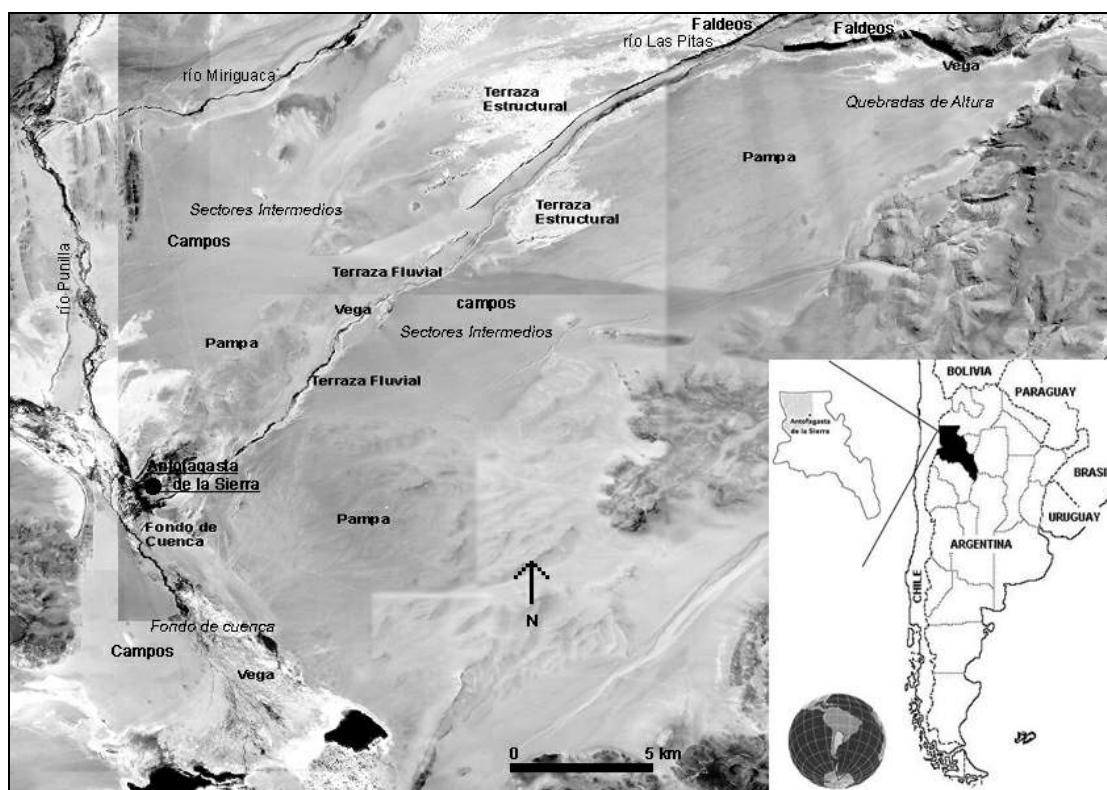 Faldeos
río Las Pitas
Faldeos
río Miriguaca
Vega
Terraza
Estructural
Quebradas de Altura
Pampa
Sectores Intermedios
Terraza
Estructural
Campos
río Punilla
Terraza Fluvial
Vega
campos
Sectores Intermedios
Pampa
Terraza Fluvial
Antofagasta
de la Sierra
Fondo de
Cuenca
Pampa
N
Fondo de cuenca
Campos
Vega
0 5 km
BOLIVIA
PARAGUAY
Antofagasta
de la Sierra
BRASIL
URUGUAY
ARGENTINA
CHILE